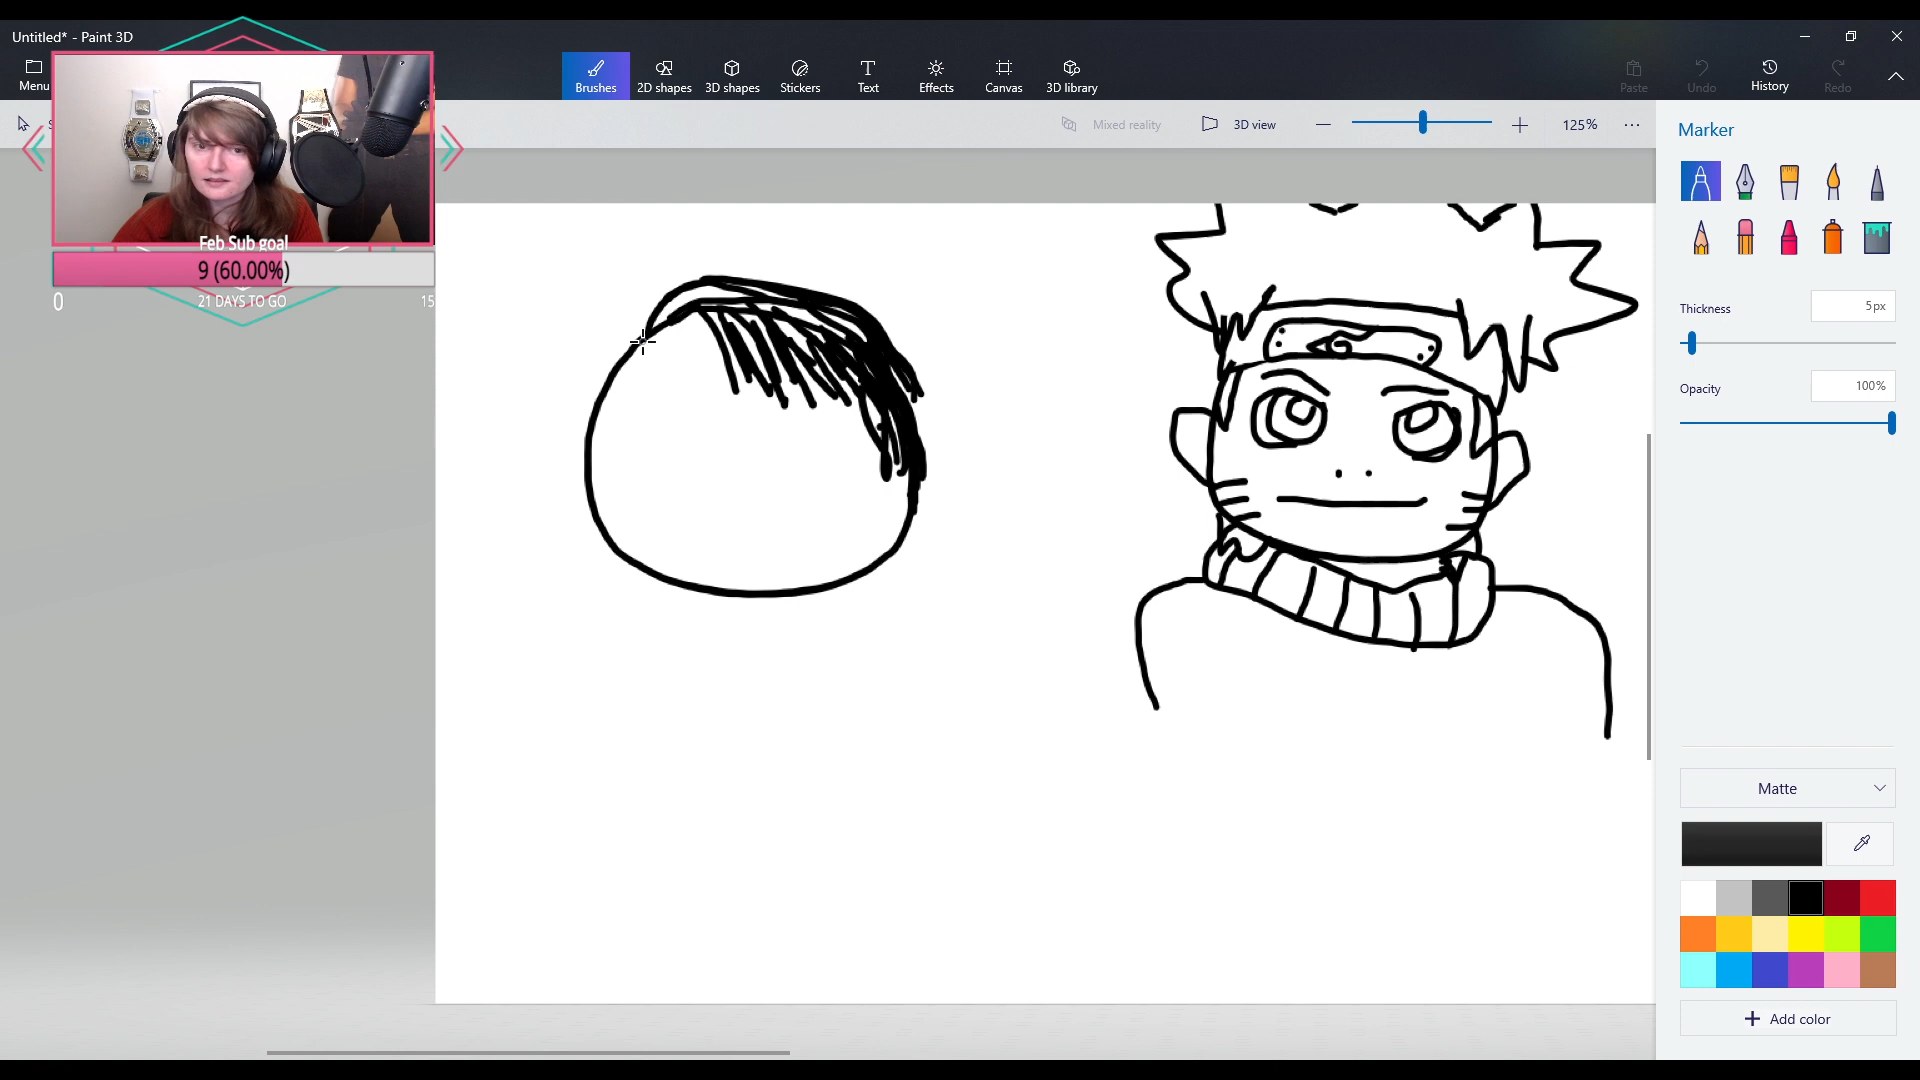 Untitled* - Paint 3D
Menu
Brushes
2D shapes
3D shapes
Stickers
Text
Effects
Canvas
3D library
Paste
Undo
History
Redo
Mixed reality
3D view
125%
Feb Sub goal
9 (60.00%)
0
21 DAYS TO GO
15
Marker
Thickness
5px
Opacity
100%
Matte
Add color